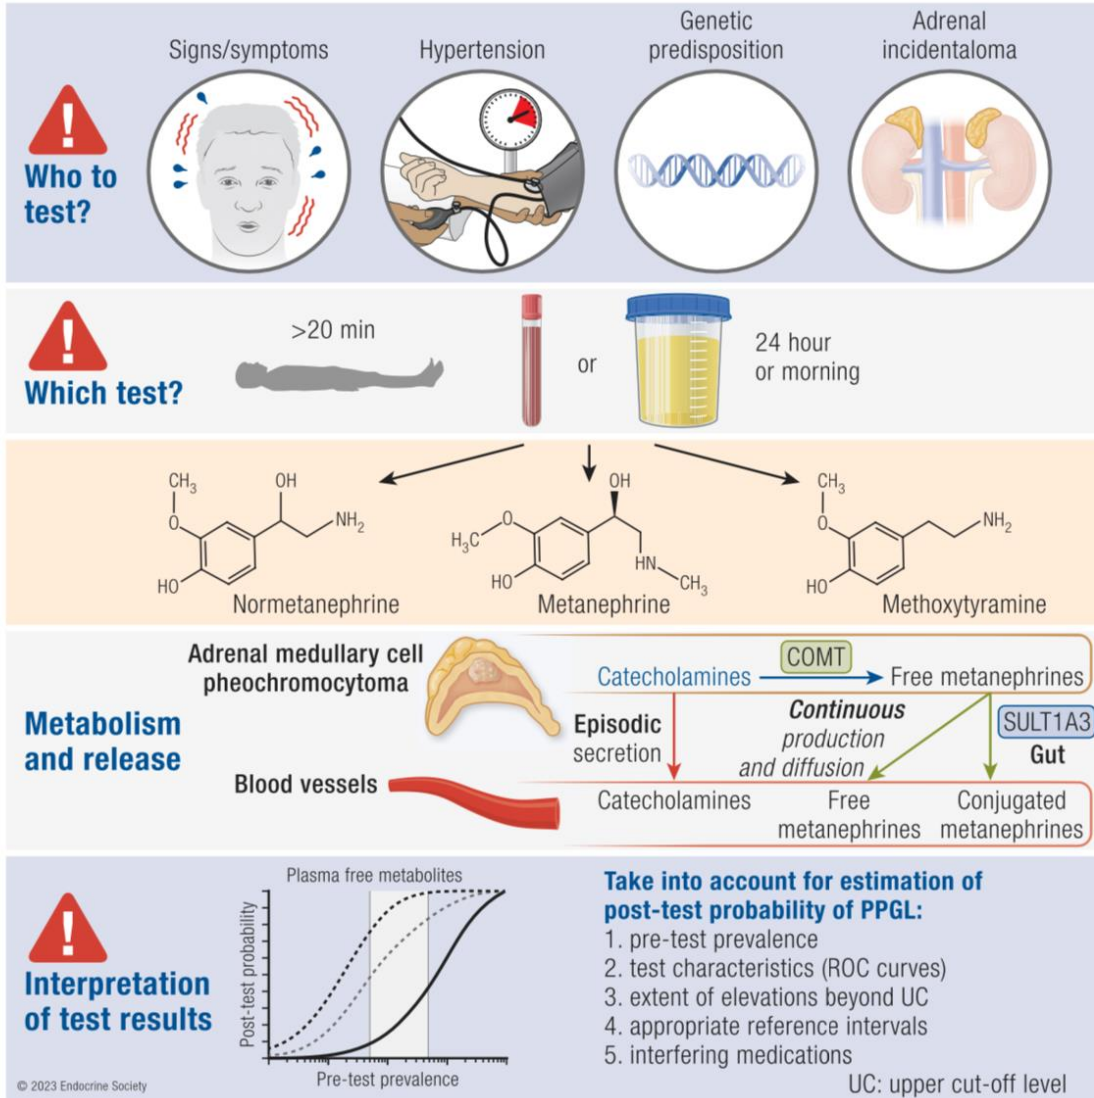 Signs/symptoms
Hypertension
Genetic
predisposition
Adrenal
incidentaloma
!
Who to
test?
!
Which test?
>20 min
or
24 hour
or morning
CH₃
O
HO
OH
NH₂
Normetanephrine
H₃C
O
HO
OH
HN
CH₃
Metanephrine
CH₃
O
HO
NH₂
Methoxytyramine
Metabolism
and release
Adrenal medullary cell
pheochromocytoma
Blood vessels
COMT
Catecholamines
Free metanephrines
Episodic
secretion
Continuous
production
and diffusion
SULT1A3
Gut
Catecholamines
Free
metanephrines
Conjugated
metanephrines
!
Interpretation
of test results
Plasma free metabolites
Post-test probability
Pre-test prevalence
Take into account for estimation of
post-test probability of PPGL:
1. pre-test prevalence
2. test characteristics (ROC curves)
3. extent of elevations beyond UC
4. appropriate reference intervals
5. interfering medications
UC: upper cut-off level
© 2023 Endocrine Society